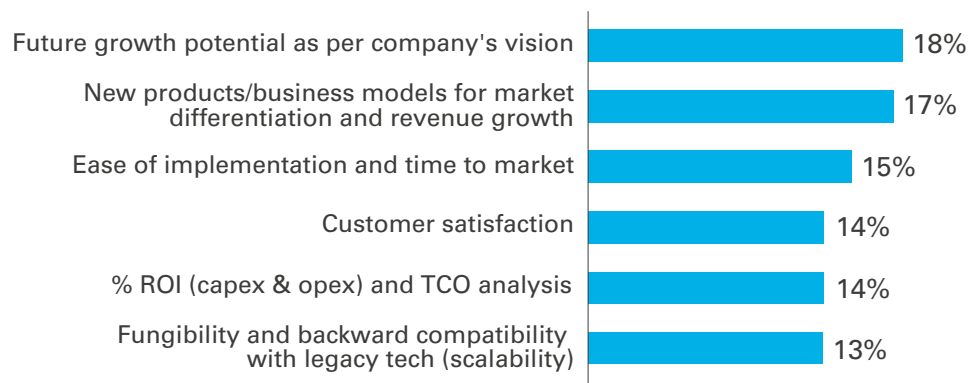 Future growth potential as per company's vision 18%
New products/business models for market
differentiation and revenue growth 17%
Ease of implementation and time to market 15%
Customer satisfaction 14%
% ROI (capex & opex) and TCO analysis 14%
Fungibility and backward compatibility
with legacy tech (scalability) 13%